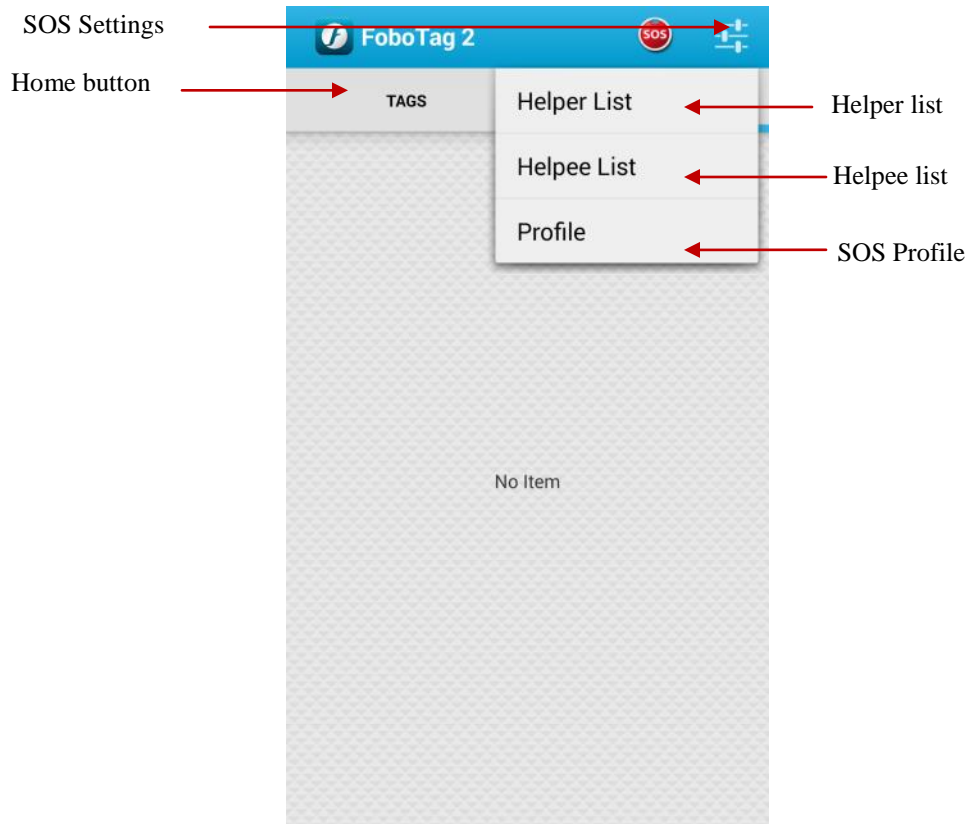 SOS Settings
FoboTag 2
SOS
Home button
TAGS
Helper List
Helper list
Helpee List
Helpee list
Profile
SOS Profile
No Item